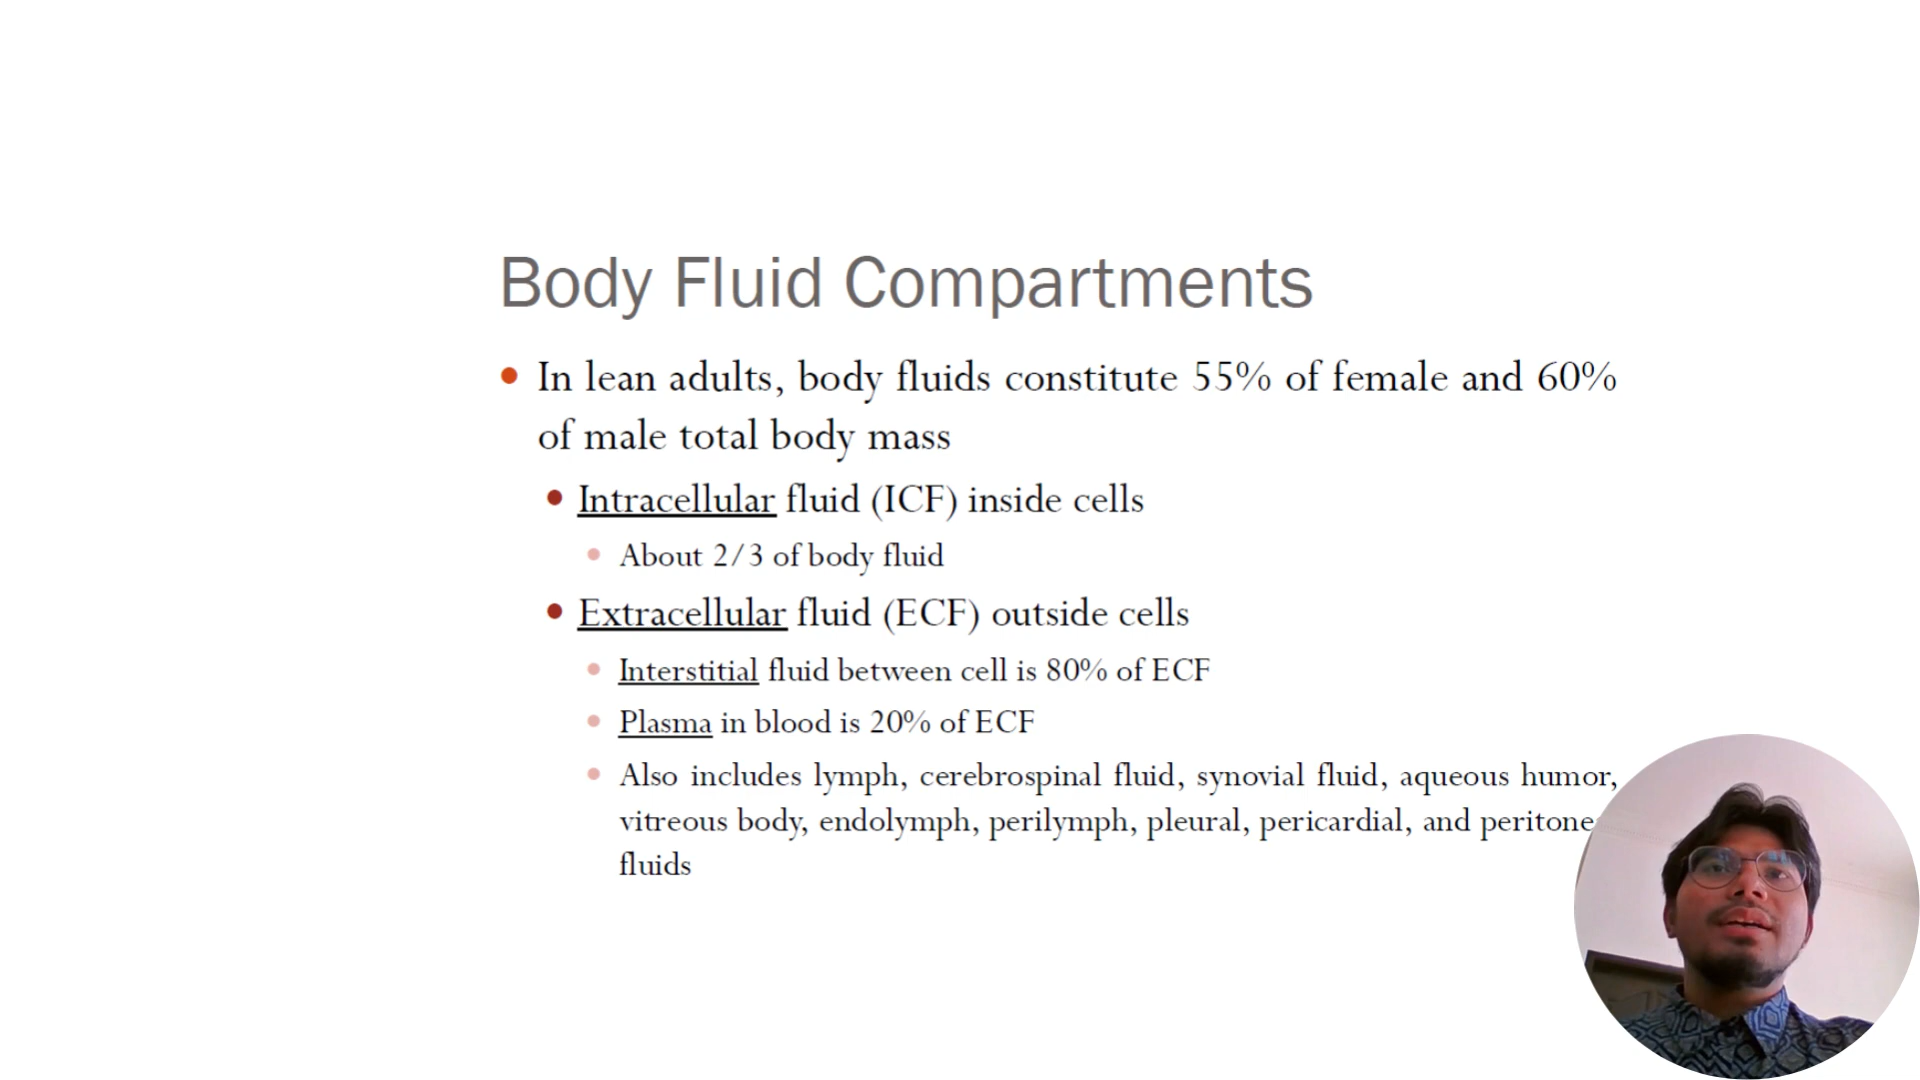 Body Fluid Compartments
• In lean adults, body fluids constitute 55% of female and 60%
of male total body mass
• Intracellular fluid (ICF) inside cells
• About 2/3 of body fluid
• Extracellular fluid (ECF) outside cells
• Interstitial fluid between cell is 80% of ECF
• Plasma in blood is 20% of ECF
• Also includes lymph, cerebrospinal fluid, synovial fluid, aqueous humor,
vitreous body, endolymph, perilymph, pleural, pericardial, and
fluids